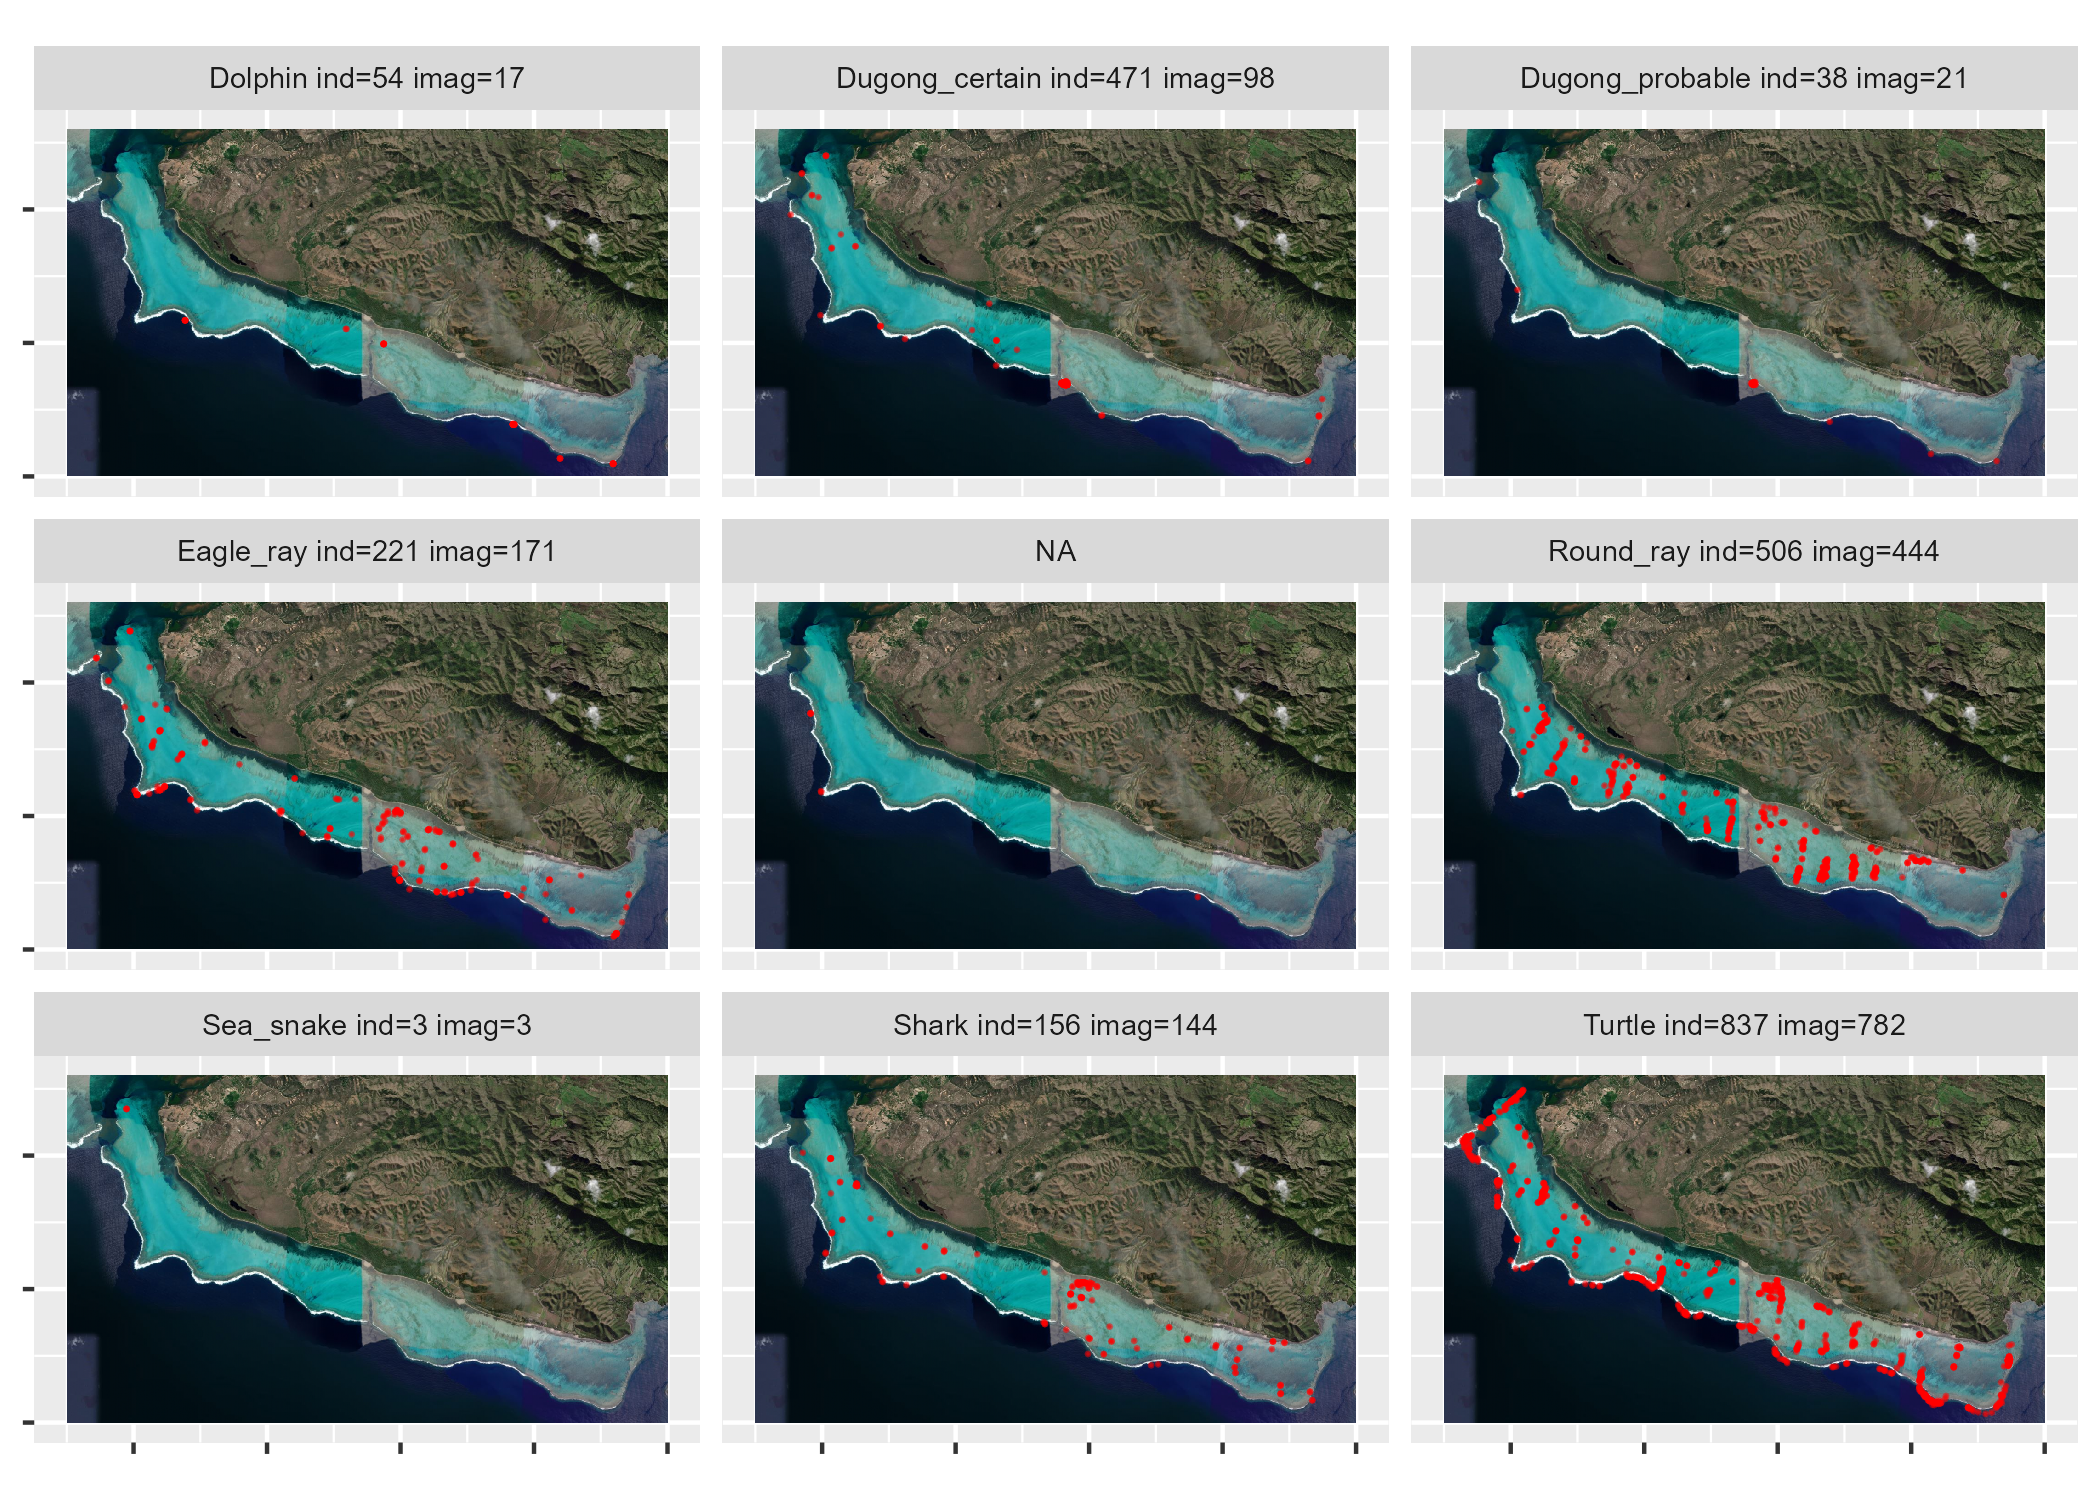 Dolphin ind=54 imag=17
Dugong_certain ind=471 imag=98
Dugong_probable ind=38 imag=21
Eagle_ray ind=221 imag=171
NA
Round_ray ind=506 imag=444
Sea_snake ind=3 imag=3
Shark ind=156 imag=144
Turtle ind=837 imag=782